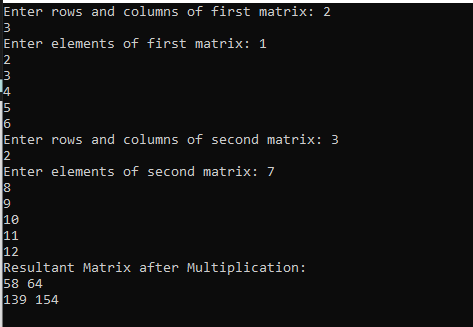 Enter rows and columns of first matrix: 2
3
Enter elements of first matrix: 1
2
3
4
5
6
Enter rows and columns of second matrix: 3
2
Enter elements of second matrix: 7
8
9
10
11
12
Resultant Matrix after Multiplication:
58 64
139 154